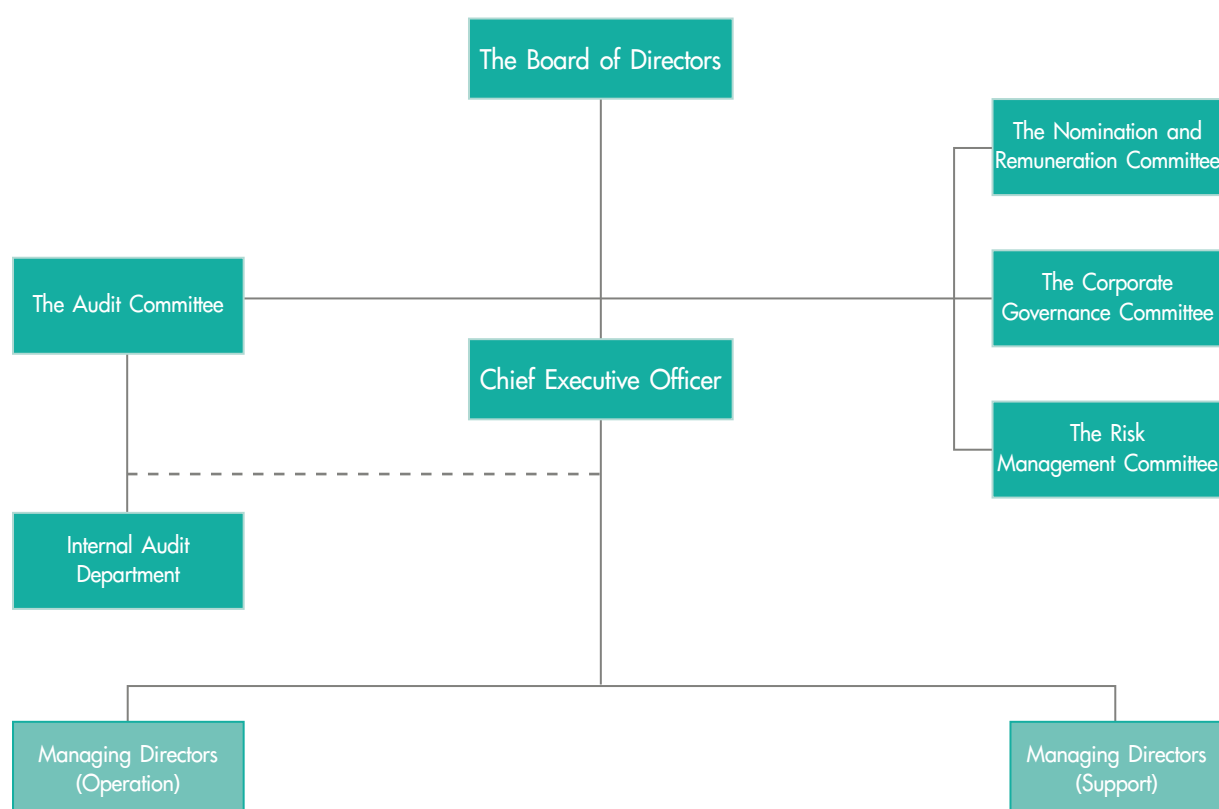 The Board of Directors
The Nomination and
Remuneration Committee
The Audit Committee
The Corporate
Governance Committee
Chief Executive Officer
The Risk
Management Committee
Internal Audit
Department
Managing Directors
(Operation)
Managing Directors
(Support)